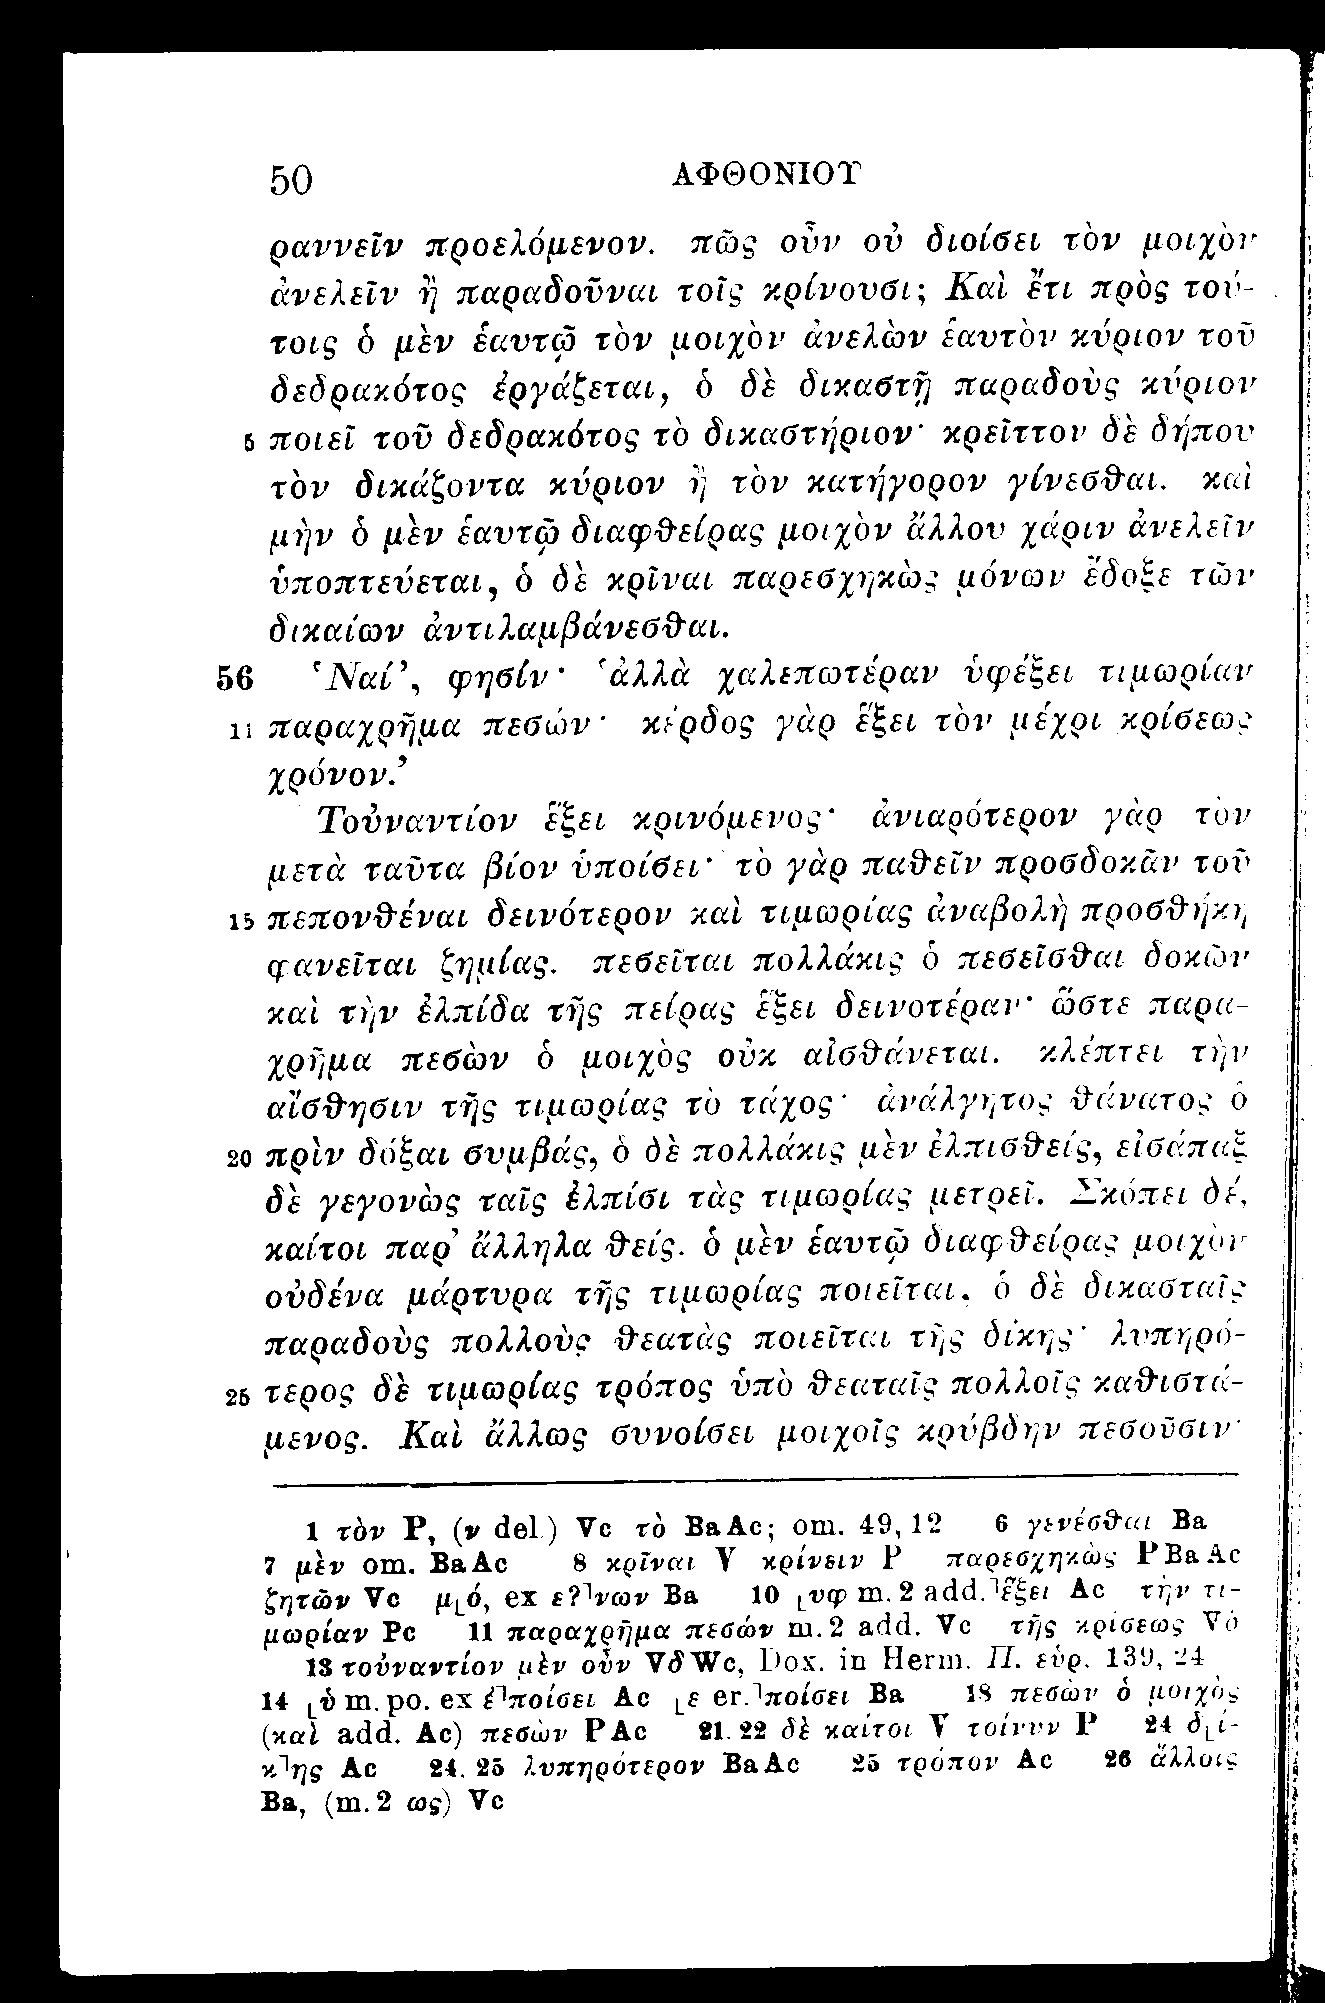 50 ΑΦΘΟΝΙΟΥ
ραννεῖν προελόμενον. πῶς οὖν οὐ διοίσει τὸν μοιχὸν
ἀνελεῖν ἢ παραδοῦναι τοῖς κρίνουσι; Καὶ ἔτι πρὸς τού-
τοις ὁ μὲν ἑαυτῷ τὸν μοιχὸν ἀνελὼν ἑαυτὸν κύριον τοῦ
δεδρακότος ἐργάζεται, ὁ δὲ δικαστῇ παραδοὺς κύριον
5 ποιεῖ τοῦ δεδρακότος τὸ δικαστήριον· κρεῖττον δὲ δήπου
τὸν δικάζοντα κύριον ἢ τὸν κατήγορον γίνεσθαι. καὶ
μὴν ὁ μὲν ἑαυτῷ διαφθείρας μοιχὸν ἄλλου χάριν ἀνελεῖν
ὑποπτεύεται, ὁ δὲ κρῖναι παρεσχηκὼς μόνων ἔδοξε τῶν
δικαίων ἀντιλαμβάνεσθαι.
56 ‘Ναί’, φησίν· ‘ἀλλὰ χαλεπωτέραν ὑφέξει τιμωρίαν
11 παραχρῆμα πεσών· κέρδος γὰρ ἕξει τὸν μέχρι κρίσεως
χρόνον.’
Τοὐναντίον ἕξει κρινόμενος· ἀνιαρότερον γὰρ τὸν
μετὰ ταῦτα βίον ὑποίσει· τὸ γὰρ παθεῖν προσδοκᾶν τοῦ
15 πεπονθέναι δεινότερον καὶ τιμωρίας ἀναβολὴ προσθήκη
φανεῖται ζημίας. πεσεῖται πολλάκις ὁ πεσεῖσθαι δοκῶν
καὶ τὴν ἐλπίδα τῆς πείρας ἕξει δεινοτέραν· ὥστε παρα-
χρῆμα πεσὼν ὁ μοιχὸς οὐκ αἰσθάνεται. κλέπτει τὴν
αἴσθησιν τῆς τιμωρίας τὸ τάχος· ἀνάλγητος θάνατος ὁ
20 πρὶν δόξαι συμβάς, ὁ δὲ πολλάκις μὲν ἐλπισθείς, εἰσάπαξ
δὲ γεγονὼς ταῖς ἐλπίσι τὰς τιμωρίας μετρεῖ. Σκόπει δέ,
καίτοι παρ’ ἄλληλα θείς. ὁ μὲν ἑαυτῷ διαφθείρας μοιχὸν
οὐδένα μάρτυρα τῆς τιμωρίας ποιεῖται, ὁ δὲ δικασταῖς
παραδοὺς πολλοὺς θεατὰς ποιεῖται τῆς δίκης· λυπηρό-
25 τερος δὲ τιμωρίας τρόπος ὑπὸ θεαταῖς πολλοῖς καθιστά-
μενος. Καὶ ἄλλως συνοίσει μοιχοῖς κρύβδην πεσοῦσιν·
1 τὸν P, (ν del.) Vc τὸ BaAc; om. 49,12 6 γενέσθαι Ba
7 μὲν om. BaAc 8 κρῖναι V κρίνειν P παρεσχηκὼς PBaAc
ζητῶν Vc μ⌊ό, ex ε?⌉νων Ba 10 ⌊υφ m. 2 add.⌉έξει Ac τὴν τι-
μωρίαν Pc 11 παραχρῆμα πεσών m. 2 add. Vc τῆς κρίσεως Vδ
13 τοὐναντίον μὲν οὖν VδWc, Dox. in Herm. Π. εὑρ. 139, 24
14 ⌊ὑ m. po. ex ἐ⌉ποίσει Ac ⌊ε er.⌉ποίσει Ba 18 πεσὼν ὁ μοιχὸς
(καὶ add. Ac) πεσὼν PAc 21. 22 δὲ καίτοι V τοίνυν P 24 δ⌊ί-
κ⌉ης Ac 24. 25 λυπηρότερον BaAc 25 τρόπον Ac 26 ἄλλοις
Ba, (m. 2 ως) Vc